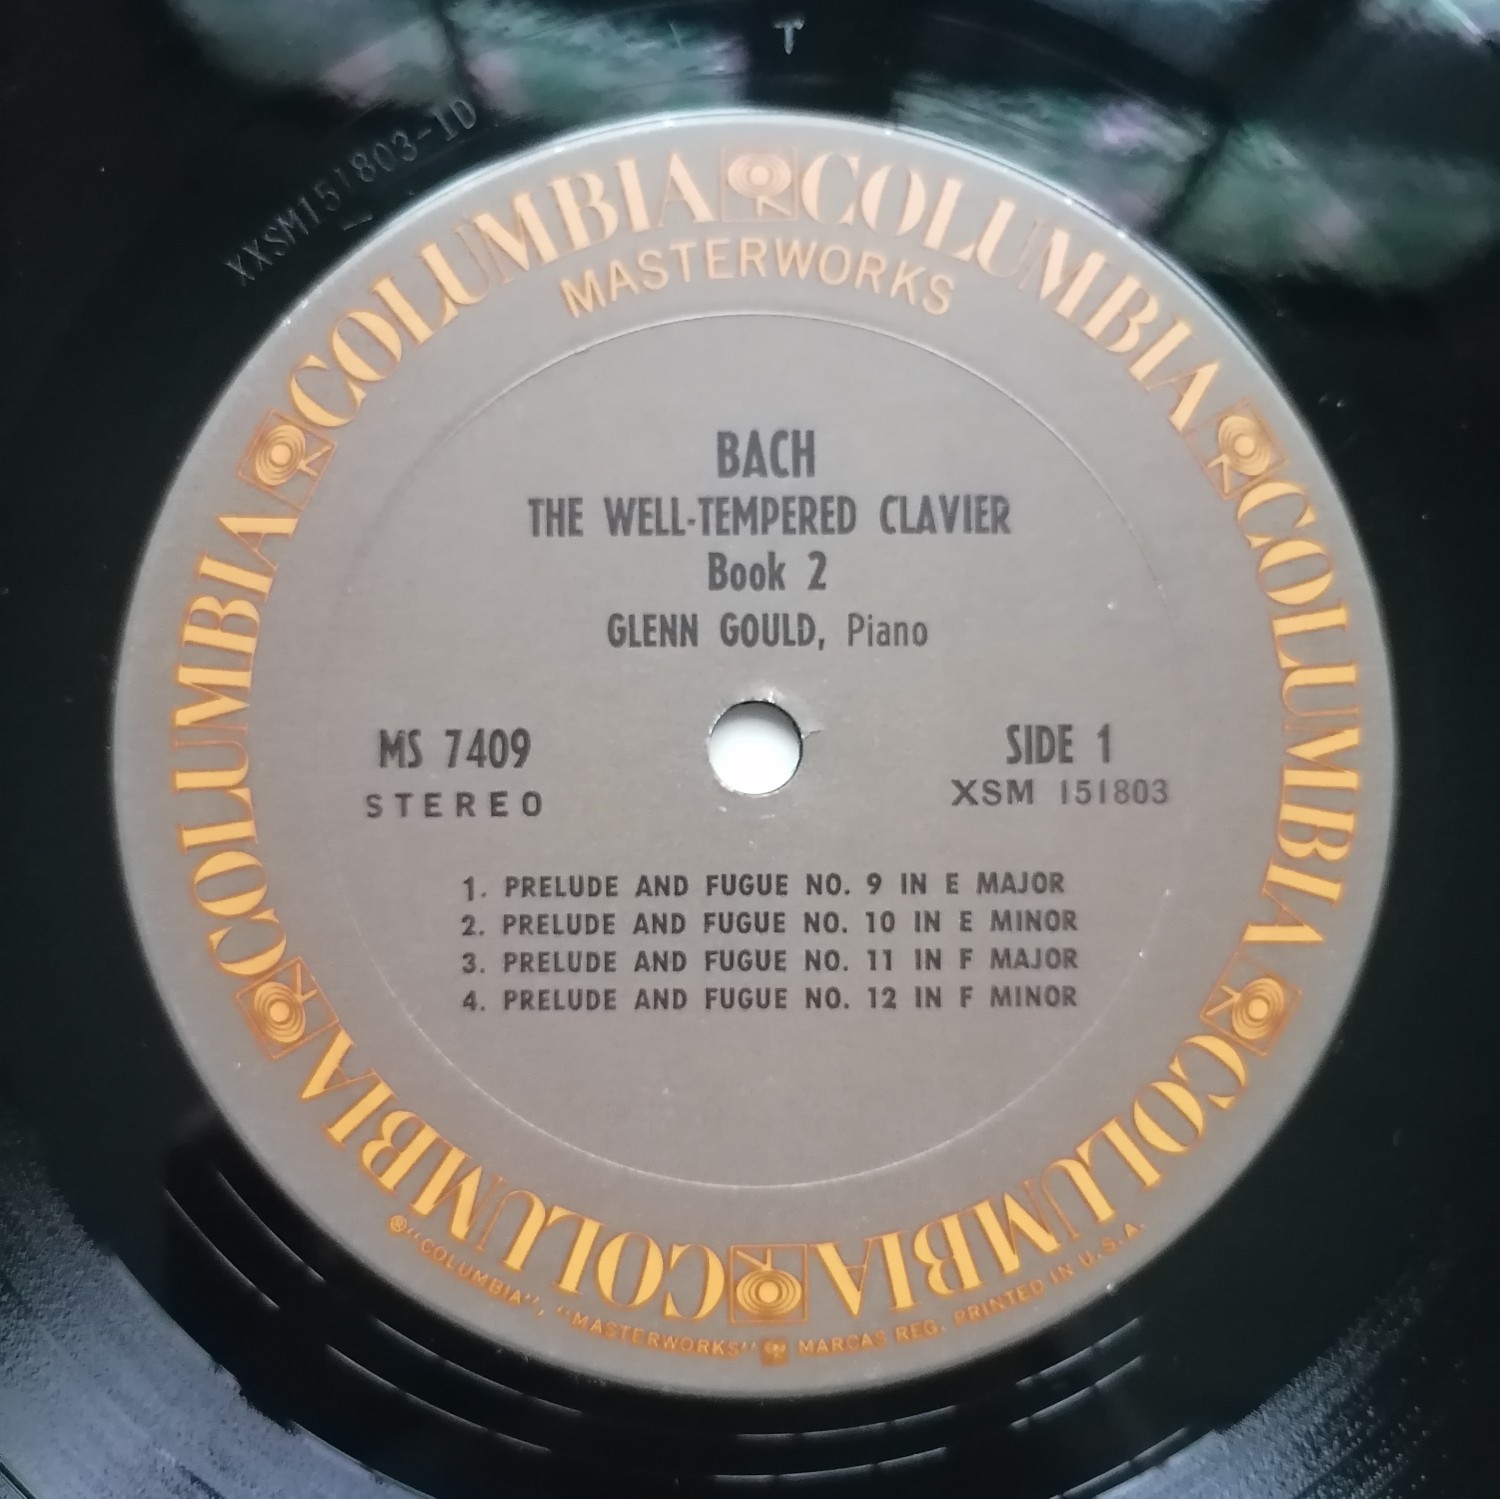 T
XXSM151803-1D
COLUMBIA COLUMBIA COLUMBIA COLUMBIA COLUMBIA COLUMBIA
MASTERWORKS
BACH
THE WELL-TEMPERED CLAVIER
Book 2
GLENN GOULD, Piano
MS 7409
STEREO
SIDE 1
XSM 151803
1. PRELUDE AND FUGUE NO. 9 IN E MAJOR
2. PRELUDE AND FUGUE NO. 10 IN E MINOR
3. PRELUDE AND FUGUE NO. 11 IN F MAJOR
4. PRELUDE AND FUGUE NO. 12 IN F MINOR
®"COLUMBIA", "MASTERWORKS" MARCAS REG. PRINTED IN U.S.A.